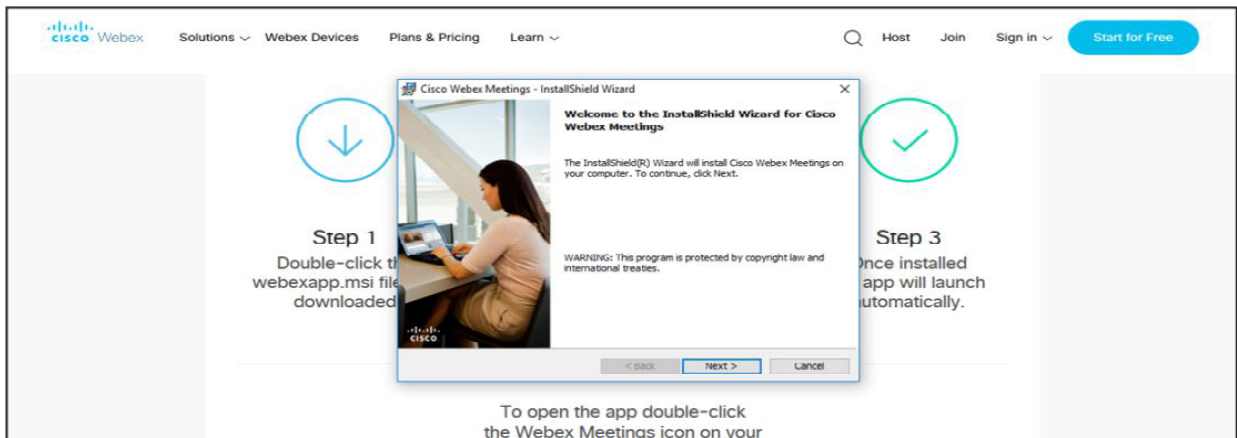 CISCO Webex
Solutions Webex Devices Plans & Pricing Learn Host Join Sign in Start for Free
Cisco Webex Meetings - InstallShield Wizard
Welcome to the InstallShield Wizard for Cisco
Webex Meetings
The InstallShield(R) Wizard will install Cisco Webex Meetings on
your computer. To continue, click Next.
WARNING: This program is protected by copyright law and
international treaties.
CISCO
< Back Next > Cancel
Step 1
Double-click
webexapp.msi file
downloaded
Step 3
Once installed
app will launch
automatically.
To open the app double-click
the Webex Meetings icon on your